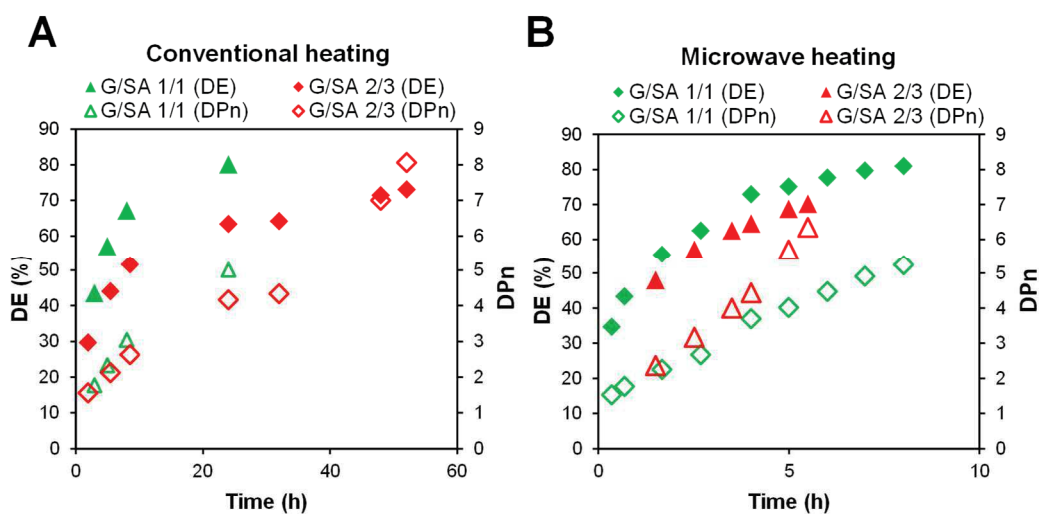 A
Conventional heating
G/SA 1/1 (DE) G/SA 2/3 (DE)
G/SA 1/1 (DPn) G/SA 2/3 (DPn)
90 9
80 8
70 7
60 6
50 5
40 4
30 3
20 2
10 1
0 0
0 20 40 60
DE (%)
DPn
Time (h)
B
Microwave heating
G/SA 1/1 (DE) G/SA 2/3 (DE)
G/SA 1/1 (DPn) G/SA 2/3 (DPn)
90 9
80 8
70 7
60 6
50 5
40 4
30 3
20 2
10 1
0 0
0 5 10
DE (%)
DPn
Time (h)